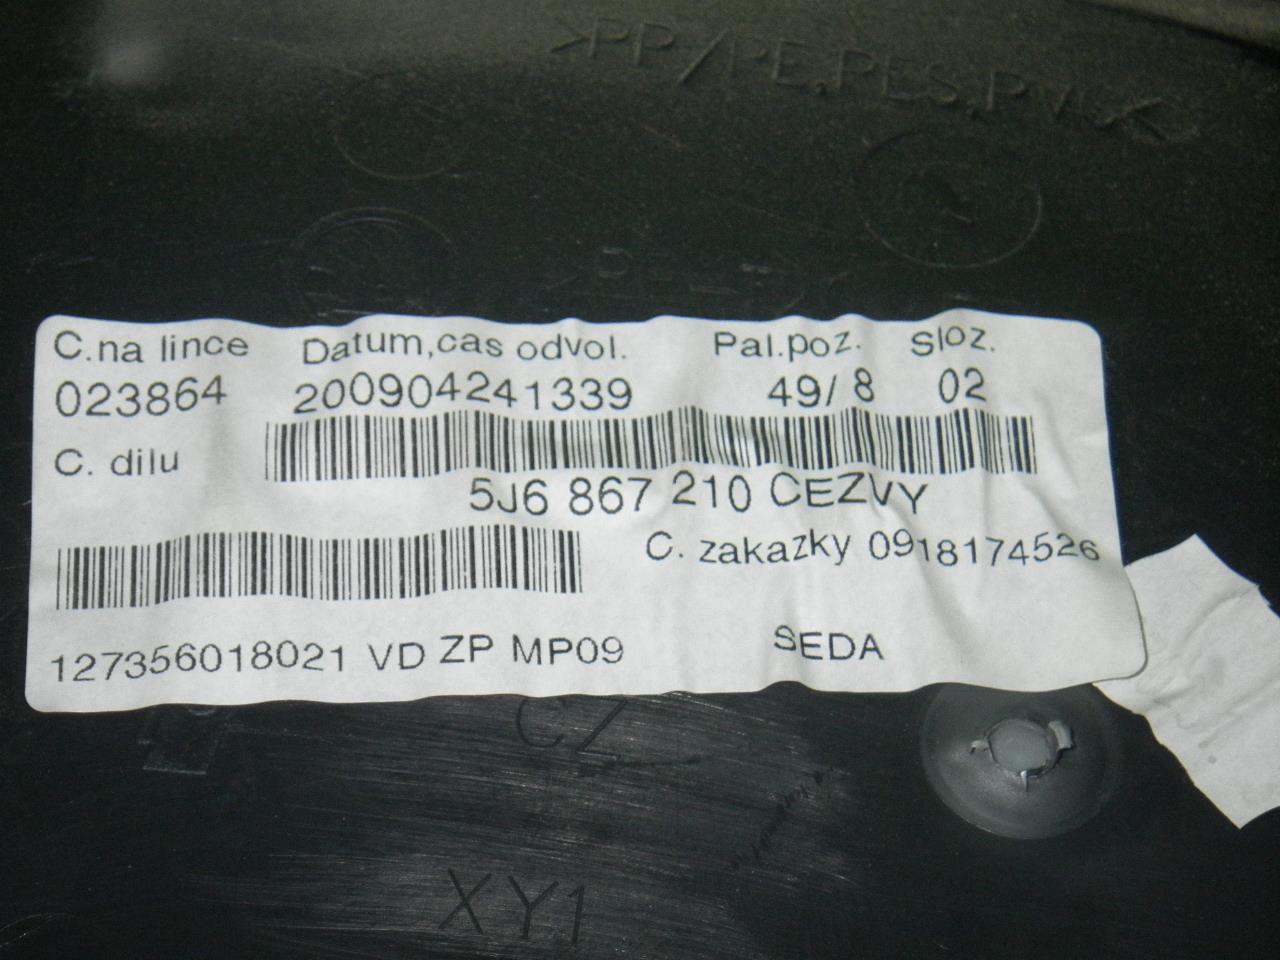 >PP/PE,PES,PVC<
C.na lince Datum,cas odvol. Pal.poz. Sloz.
023864 200904241339 49/ 8 02
C. dilu
5J6 867 210 CEZVY
C. zakazky 0918174526
127356018021 VD ZP MP09 SEDA
CZ
XY1